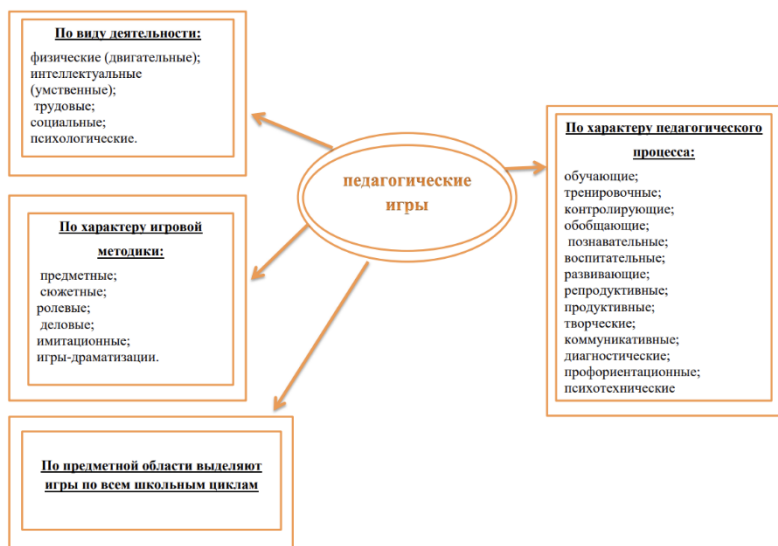 По виду деятельности:
физические (двигательные);
интеллектуальные
(умственные);
трудовые;
социальные;
психологические.
педагогические
игры
По характеру педагогического
процесса:
обучающие;
тренировочные;
контролирующие;
обобщающие;
познавательные;
воспитательные;
развивающие;
репродуктивные;
продуктивные;
творческие;
коммуникативные;
диагностические;
профориентационные;
психотехнические
По характеру игровой
методики:
предметные;
сюжетные;
ролевые;
деловые;
имитационные;
игры-драматизации.
По предметной области выделяют
игры по всем школьным циклам